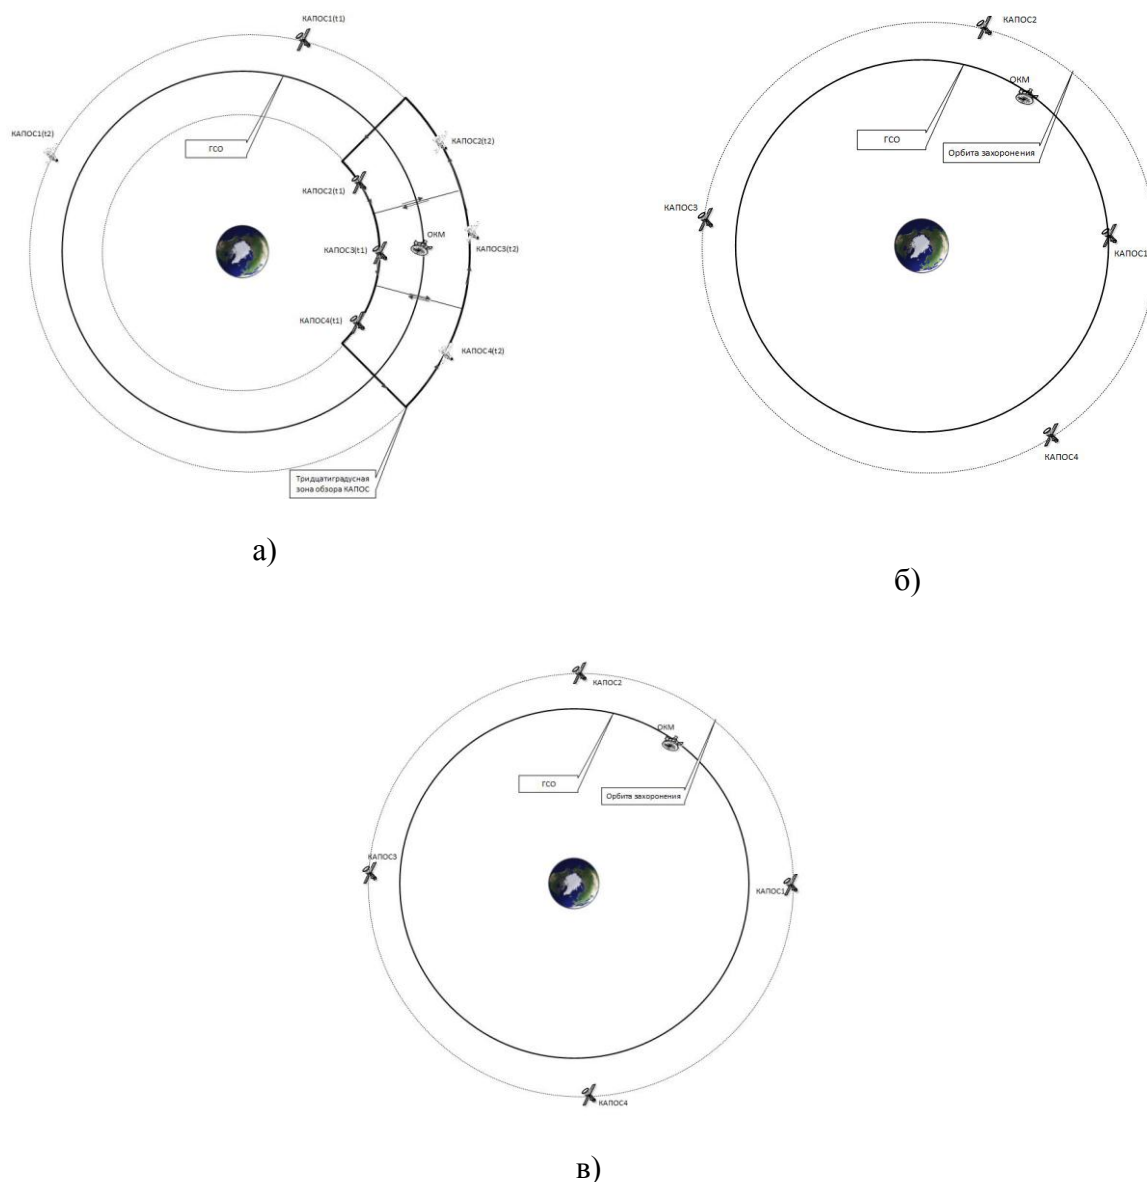 КАПОС1(t1)
КАПОС1(t2)
ГСО
КАПОС2(t2)
КАПОС2(t1)
ОКМ
КАПОС3(t1)
КАПОС3(t2)
КАПОС4(t1)
КАПОС4(t2)
Тридцатиградусная
зона обзора КАПОС
а)
КАПОС2
ОКМ
ГСО
Орбита захоронения
КАПОС3
КАПОС1
КАПОС4
б)
КАПОС2
ОКМ
ГСО
Орбита захоронения
КАПОС3
КАПОС1
КАПОС4
в)